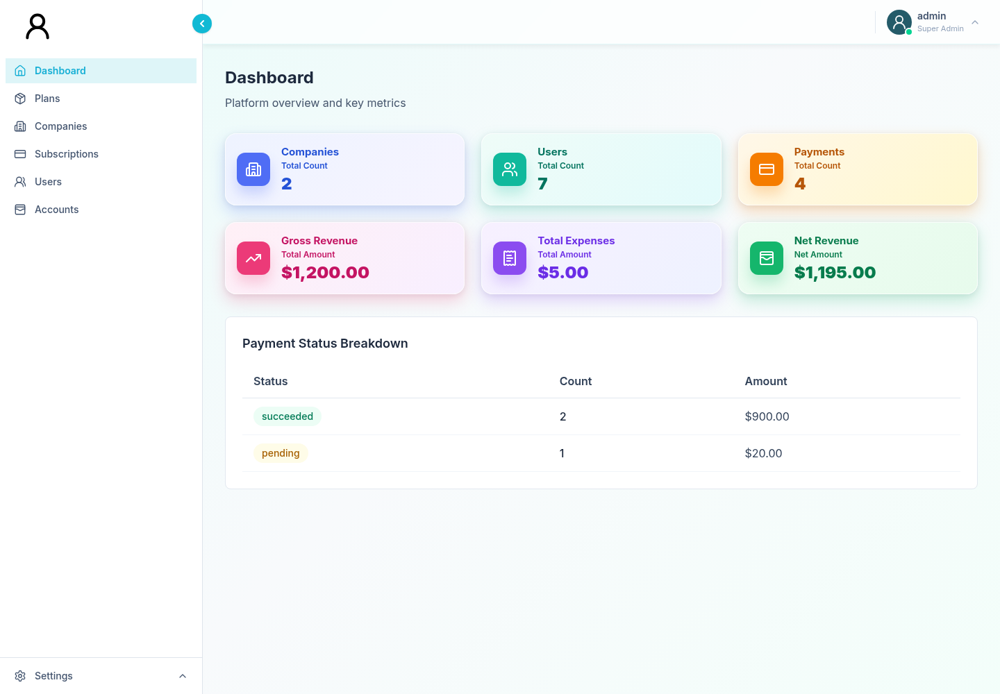 admin
Super Admin
Dashboard
Plans
Companies
Subscriptions
Users
Accounts
Settings
Dashboard
Platform overview and key metrics
Companies
Total Count
2
Users
Total Count
7
Payments
Total Count
4
Gross Revenue
Total Amount
$1,200.00
Total Expenses
Total Amount
$5.00
Net Revenue
Net Amount
$1,195.00
Payment Status Breakdown
Status Count Amount
succeeded 2 $900.00
pending 1 $20.00